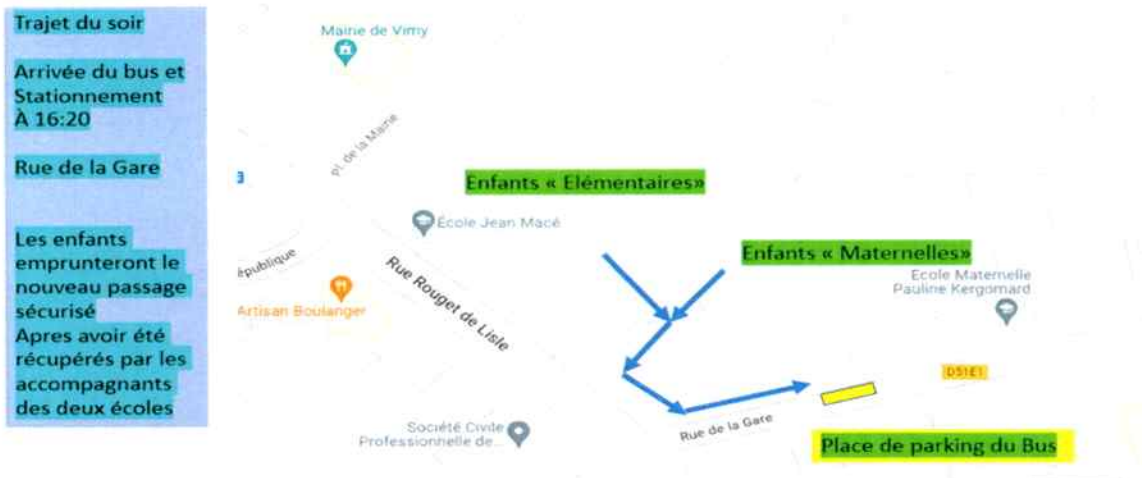 Trajet du soir
Arrivée du bus et
Stationnement
À 16:20
Rue de la Gare
Les enfants
emprunteront le
nouveau passage
sécurisé
Apres avoir été
récupérés par les
accompagnants
des deux écoles
Mairie de Vimy
Pl. de la Mairie
Enfants « Elémentaires»
École Jean Macé
épublique
Artisan Boulanger
Rue Rouget de Lisle
Enfants « Maternelles»
Ecole Maternelle
Pauline Kergomard
D51E1
Société Civile
Professionnelle de...
Rue de la Gare
Place de parking du Bus